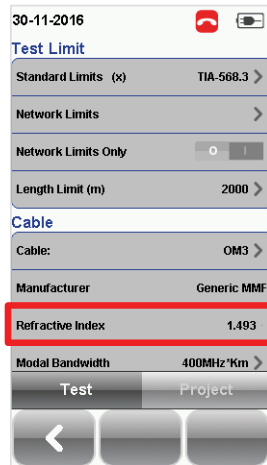 30-11-2016
Test Limit
Standard Limits (x) TIA-568.3
Network Limits
Network Limits Only O I
Length Limit (m) 2000
Cable
Cable: OM3
Manufacturer Generic MMF
Refractive Index 1.493
Modal Bandwidth 400MHz*Km
Test Project